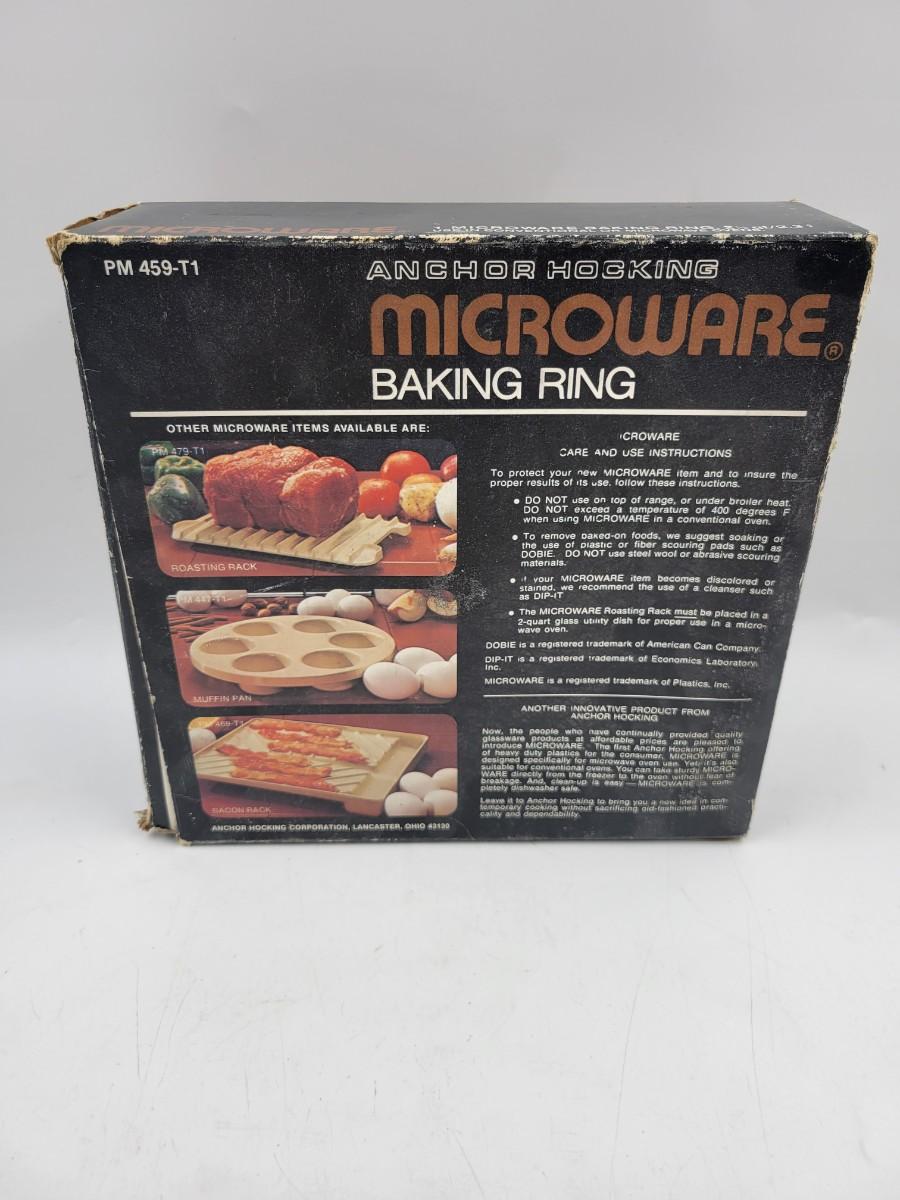 MICROWARE
PM 459-T1
ANCHOR HOCKING
MICROWARE®
BAKING RING
OTHER MICROWARE ITEMS AVAILABLE ARE:
PM 479-T1
ROASTING RACK
PM 447-T1
MUFFIN PAN
PM 469-T1
BACON RACK
ANCHOR HOCKING CORPORATION, LANCASTER, OHIO 43130
CROWARE
CARE AND USE INSTRUCTIONS
To protect your new MICROWARE item and to insure the
proper results of its use, follow these instructions.
• DO NOT use on top of range, or under broiler heat.
DO NOT exceed a temperature of 400 degrees F
when using MICROWARE in a conventional oven.
• To remove baked-on foods, we suggest soaking or
the use of plastic or fiber scouring pads such as
DOBIE. DO NOT use steel wool or abrasive scouring
materials.
• If your MICROWARE item becomes discolored or
stained, we recommend the use of a cleanser such
as DIP-IT
• The MICROWARE Roasting Rack must be placed in a
2-quart glass utility dish for proper use in a micro-
wave oven.
DOBIE is a registered trademark of American Can Company.
DIP-IT is a registered trademark of Economics Laboratory,
Inc.
MICROWARE is a registered trademark of Plastics, Inc.
ANOTHER INNOVATIVE PRODUCT FROM
ANCHOR HOCKING
Now, the people who have continually provided quality
glassware products at affordable prices are pleased to
introduce MICROWARE. The first Anchor Hocking offering
of heavy duty plastics for the consumer, MICROWARE is
designed specifically for microwave oven use. Yet, it's also
suitable for conventional ovens. You can take sturdy MICRO-
WARE directly from the freezer to the oven without fear of
breakage. And, clean-up is easy — MICROWARE is com-
pletely dishwasher safe.
Leave it to Anchor Hocking to bring you a new idea in con-
temporary cooking without sacrificing old-fashioned practi-
cality and dependability.